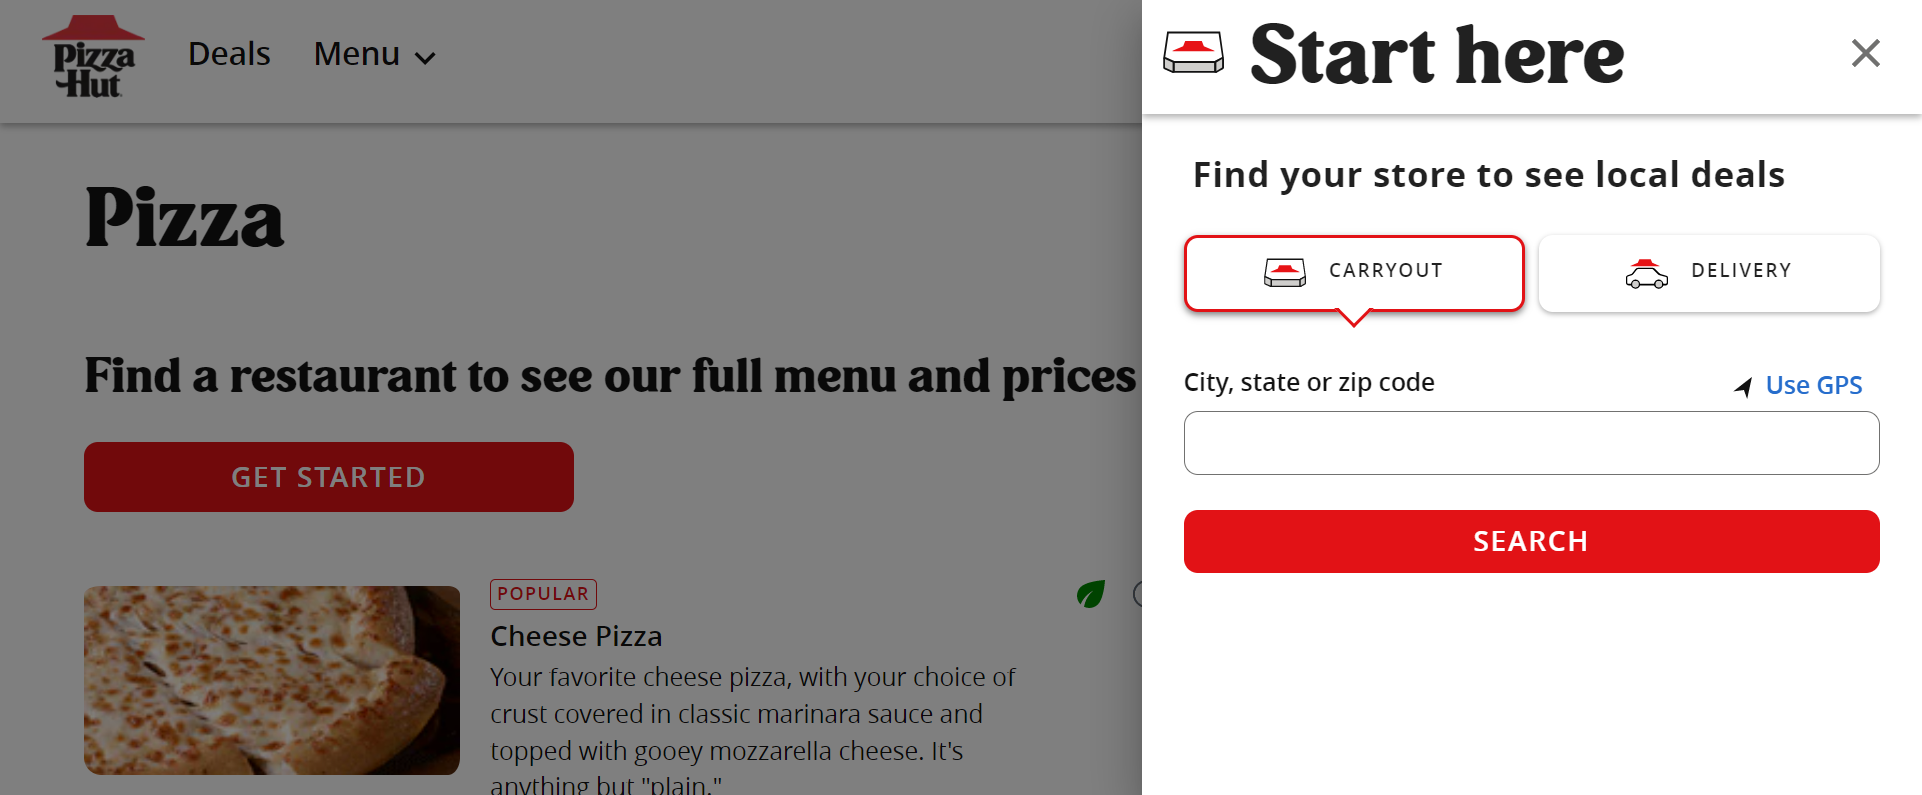 Pizza
Hut
Deals
Menu
Pizza
Find a restaurant to see our full menu and prices
GET STARTED
POPULAR
Cheese Pizza
Your favorite cheese pizza, with your choice of
crust covered in classic marinara sauce and
topped with gooey mozzarella cheese. It's
anything but "plain."
Start here
Find your store to see local deals
CARRYOUT
DELIVERY
City, state or zip code
Use GPS
SEARCH